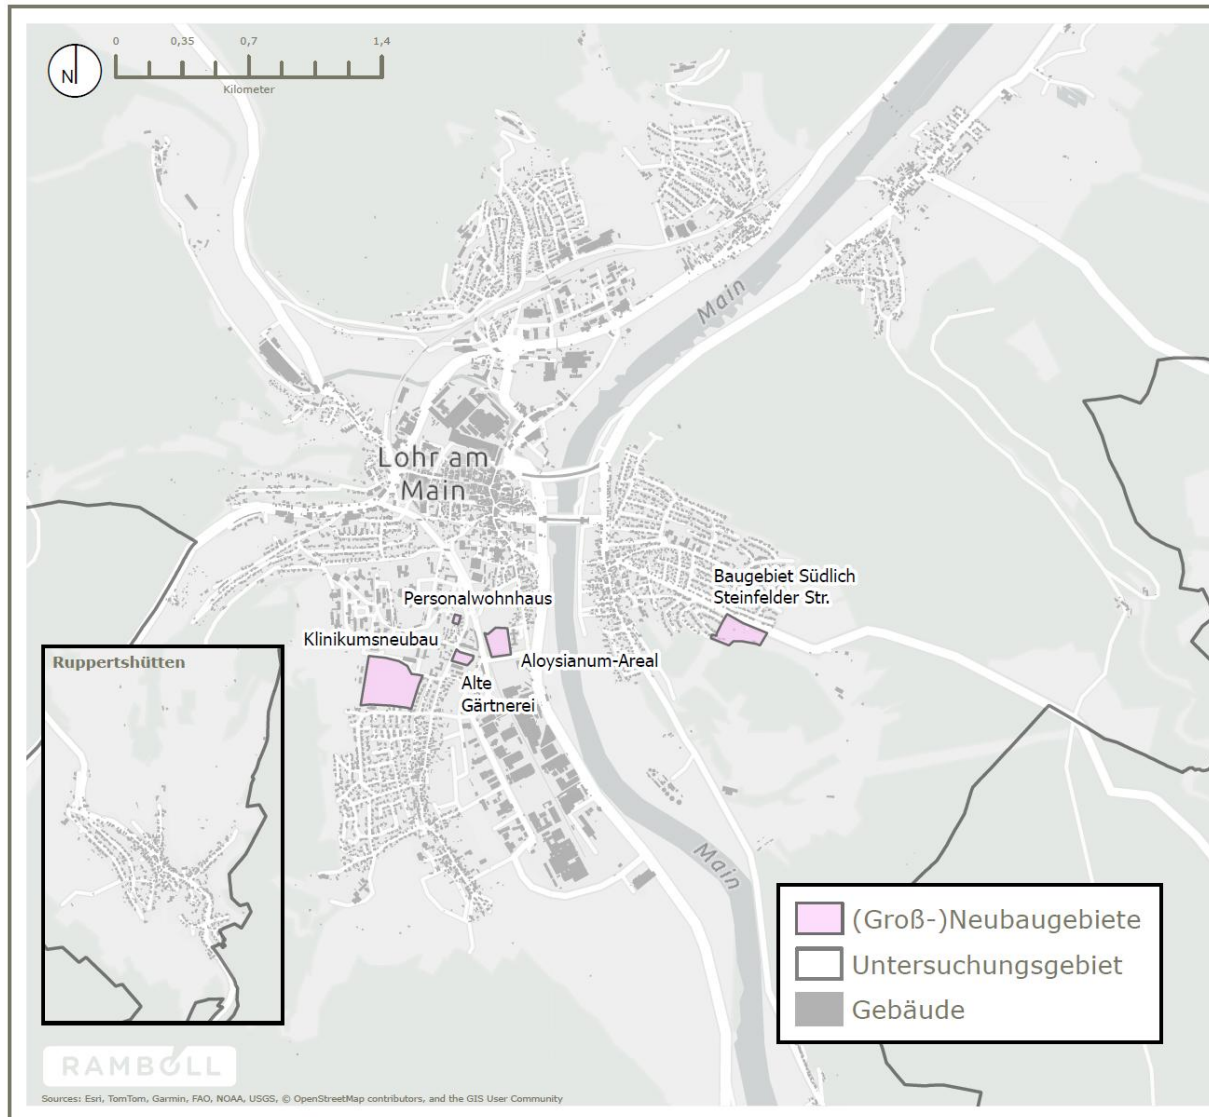 0 0,35 0,7 1,4
N
Kilometer
Main
Lohr am
Main
Baugebiet Südlich
Steinfelder Str.
Personalwohnhaus
Klinikumsneubau
Aloysianum-Areal
Alte
Gärtnerei
Ruppertshütten
Main
(Groß-)Neubaugebiete
Untersuchungsgebiet
Gebäude
RAMBOLL
Sources: Esri, TomTom, Garmin, FAO, NOAA, USGS, © OpenStreetMap contributors, and the GIS User Community